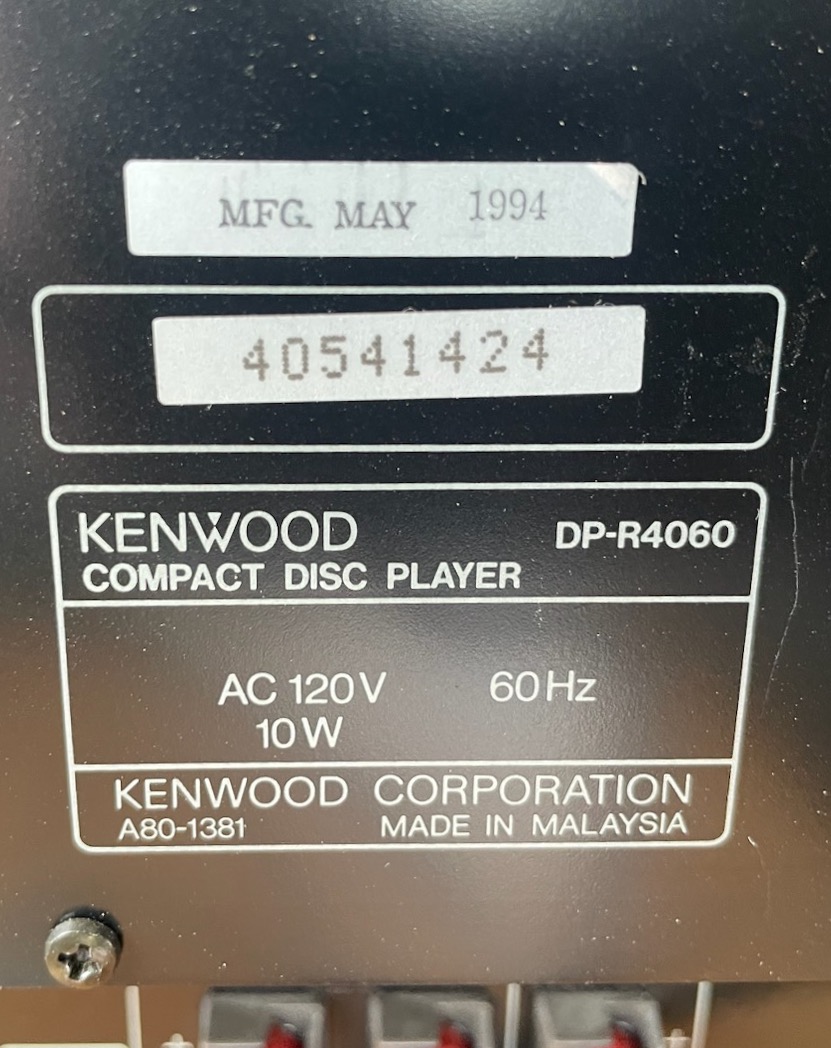 MFG. MAY 1994
40541424
KENWOOD DP-R4060
COMPACT DISC PLAYER
AC 120V 60Hz
10W
KENWOOD CORPORATION
A80-1381 MADE IN MALAYSIA